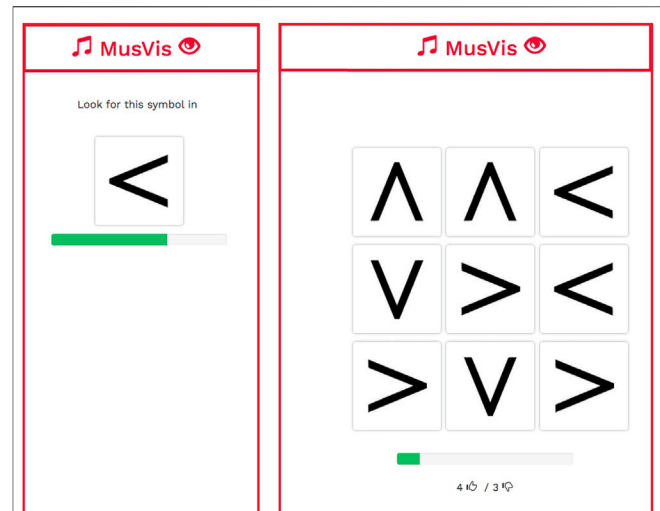 MusVis
Look for this symbol in
<
MusVis
Λ Λ <
V > <
> V >
4 / 3